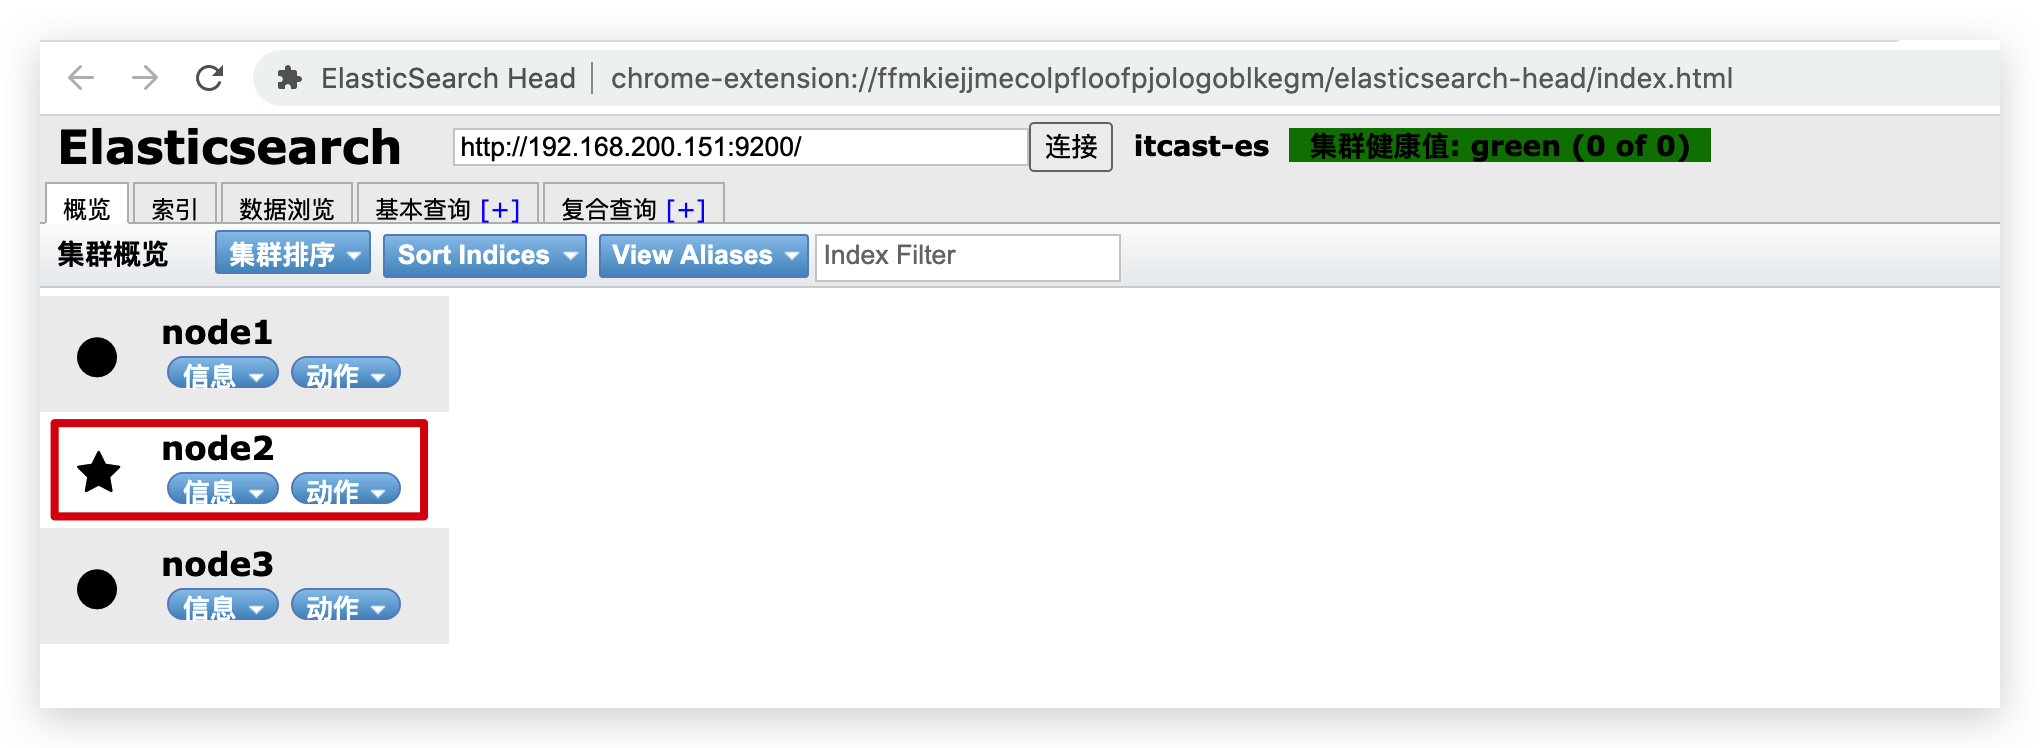 ElasticSearch Head | chrome-extension://ffmkiejjmecolpfloofpjologoblkegm/elasticsearch-head/index.html
Elasticsearch http://192.168.200.151:9200/ 连接 itcast-es 集群健康值: green (0 of 0)
概览 索引 数据浏览 基本查询 [+] 复合查询 [+]
集群概览 集群排序 Sort Indices View Aliases Index Filter
node1
信息 动作
node2
信息 动作
node3
信息 动作